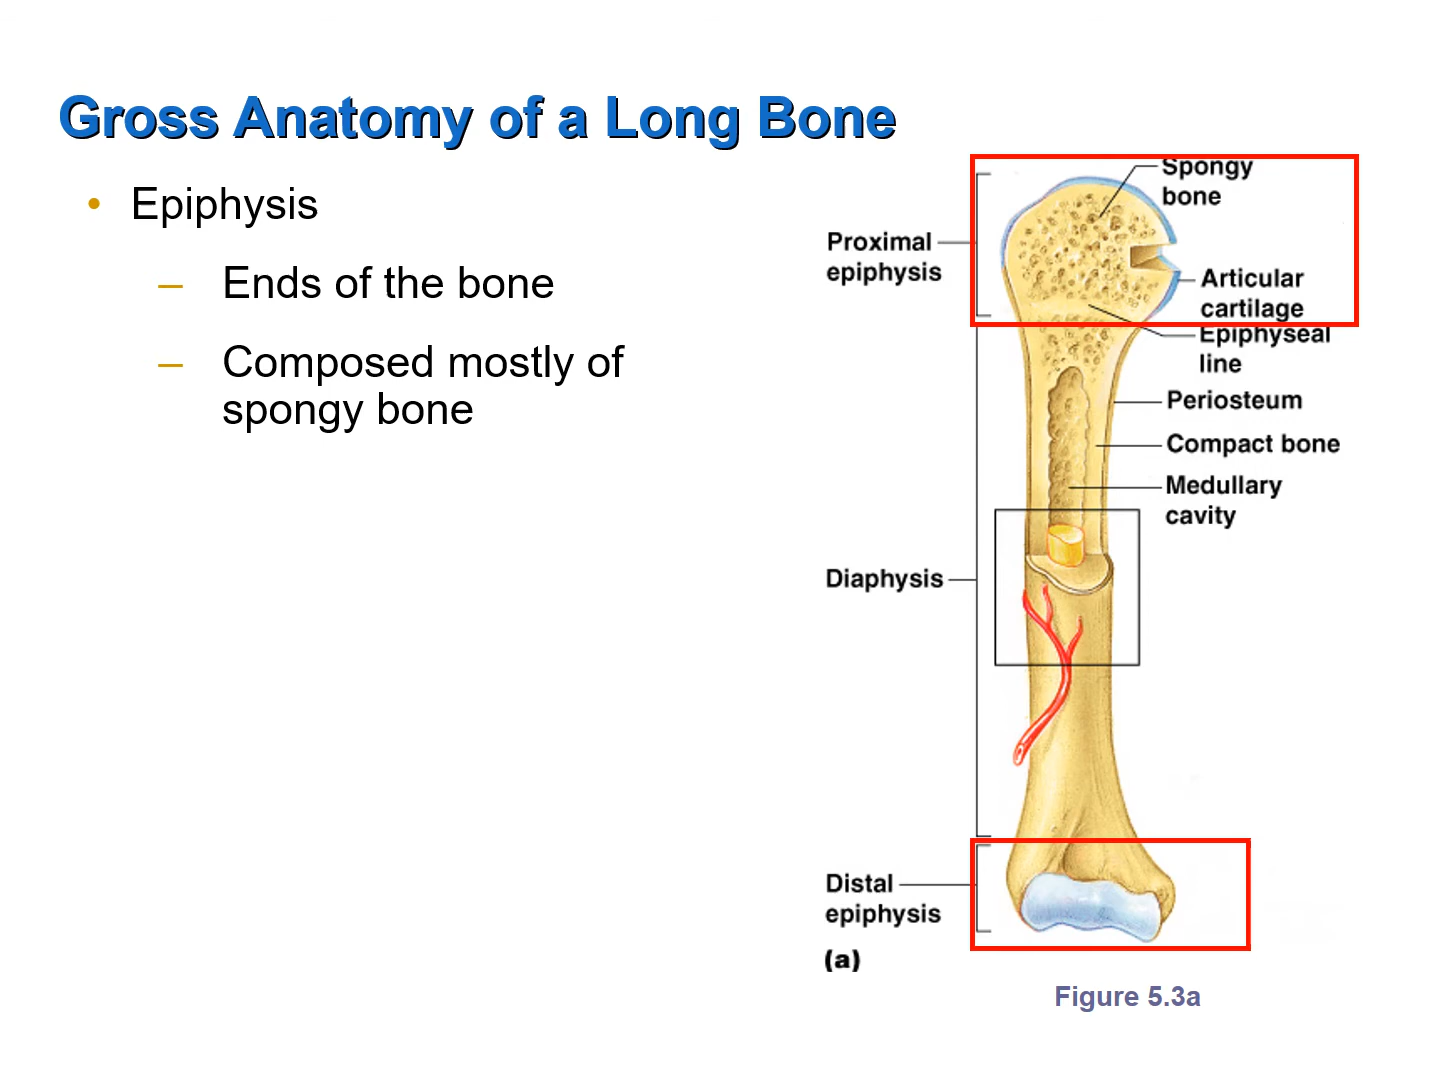 Gross Anatomy of a Long Bone
• Epiphysis
– Ends of the bone
– Composed mostly of
spongy bone
Spongy
bone
Proximal
epiphysis
Articular
cartilage
Epiphyseal
line
Periosteum
Compact bone
Medullary
cavity
Diaphysis
Distal
epiphysis
(a)
Figure 5.3a